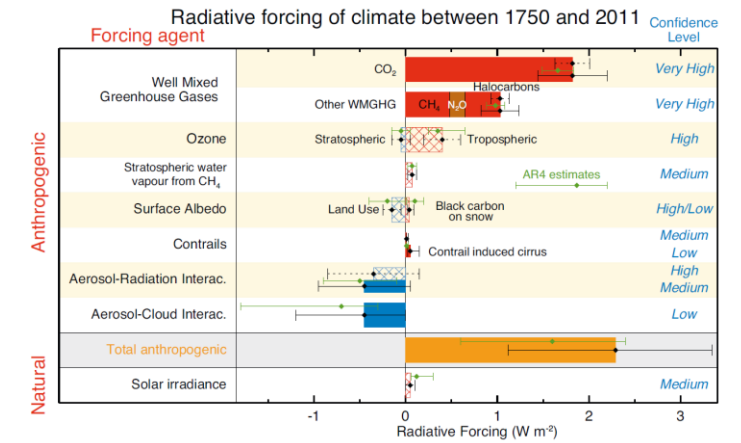 Radiative forcing of climate between 1750 and 2011
Forcing agent
Confidence
Level
Anthropogenic
Natural
Well Mixed
Greenhouse Gases
CO₂
Very High
Other WMGHG
CH₄ N₂O
Halocarbons
Very High
Ozone
Stratospheric
Tropospheric
High
Stratospheric water
vapour from CH₄
AR4 estimates
Medium
Surface Albedo
Land Use
Black carbon
on snow
High/Low
Contrails
Contrail induced cirrus
Medium
Low
Aerosol-Radiation Interac.
High
Medium
Aerosol-Cloud Interac.
Low
Total anthropogenic
Solar irradiance
Medium
-1 0 1 2 3
Radiative Forcing (W m⁻²)